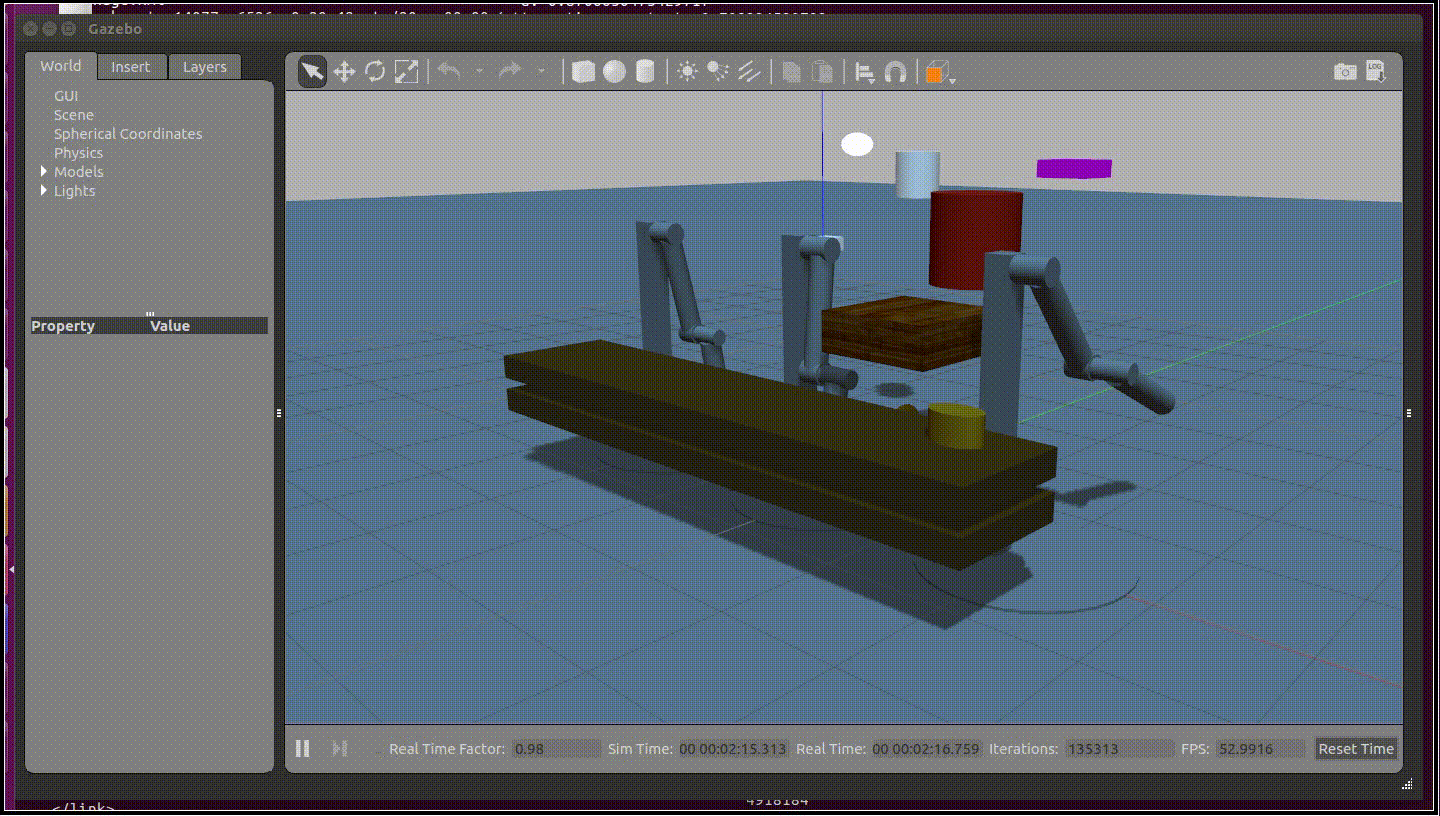 Gazebo
World Insert Layers
LOG
GUI
Scene
Spherical Coordinates
Physics
Models
Lights
Property Value
Real Time Factor: 0.98 Sim Time: 00 00:02:15.313 Real Time: 00 00:02:16.759 Iterations: 135313 FPS: 52.9916 Reset Time
</link>
4918184